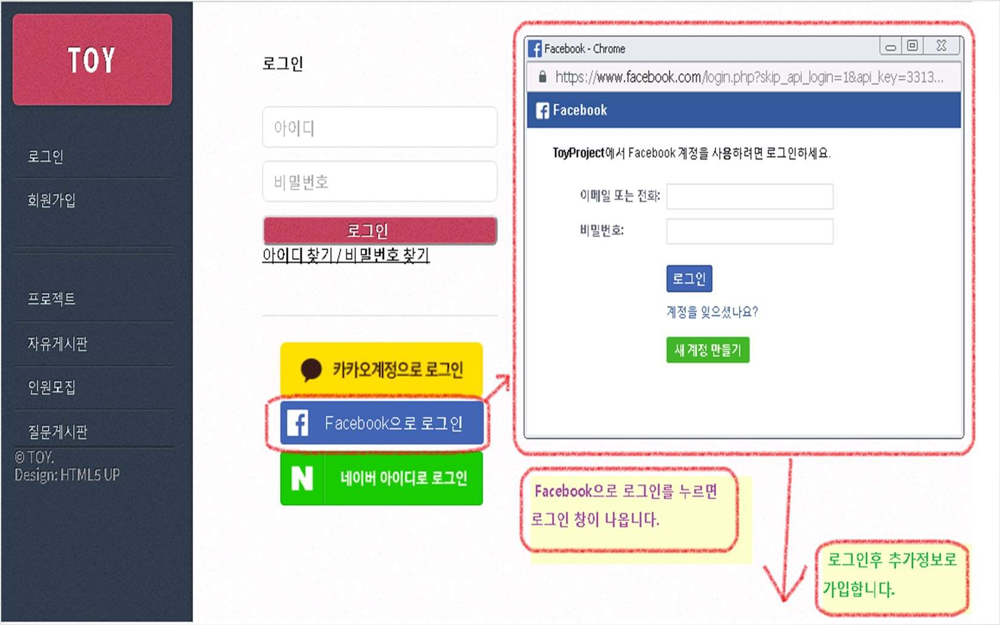 TOY
로그인
회원가입
프로젝트
자유게시판
인원모집
질문게시판
© TOY.
Design: HTML5 UP
로그인
아이디
비밀번호
로그인
아이디 찾기 / 비밀번호 찾기
카카오계정으로 로그인
Facebook으로 로그인
N 네이버 아이디로 로그인
Facebook - Chrome
https://www.facebook.com/login.php?skip_api_login=1&api_key=3313...
Facebook
ToyProject에서 Facebook 계정을 사용하려면 로그인하세요.
이메일 또는 전화:
비밀번호:
로그인
계정을 잊으셨나요?
새 계정 만들기
Facebook으로 로그인를 누르면
로그인 창이 나옵니다.
로그인후 추가정보로
가입합니다.